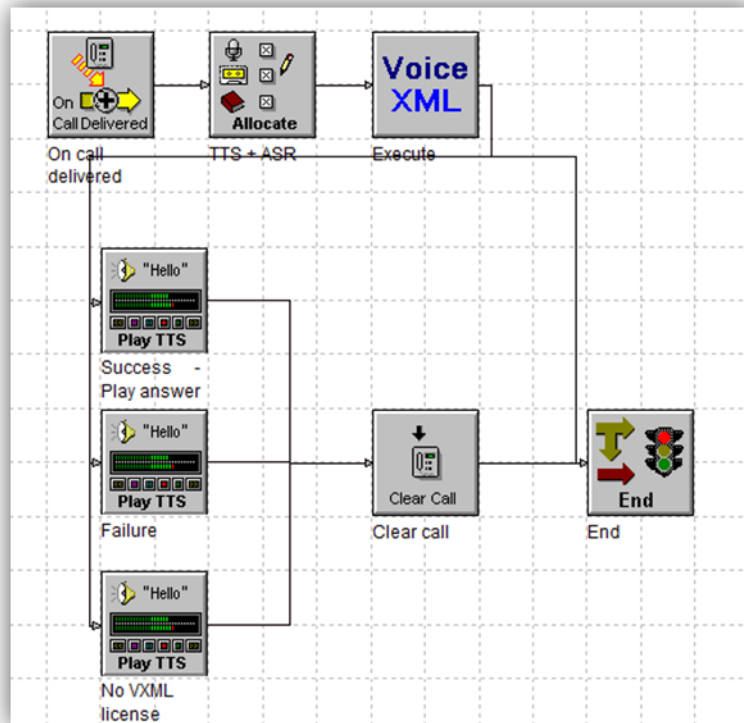 On
Call Delivered
On call
delivered
Allocate
TTS + ASR
Voice
XML
Execute
"Hello"
Play TTS
Success -
Play answer
"Hello"
Play TTS
Failure
Clear Call
Clear call
End
End
"Hello"
Play TTS
No VXML
license